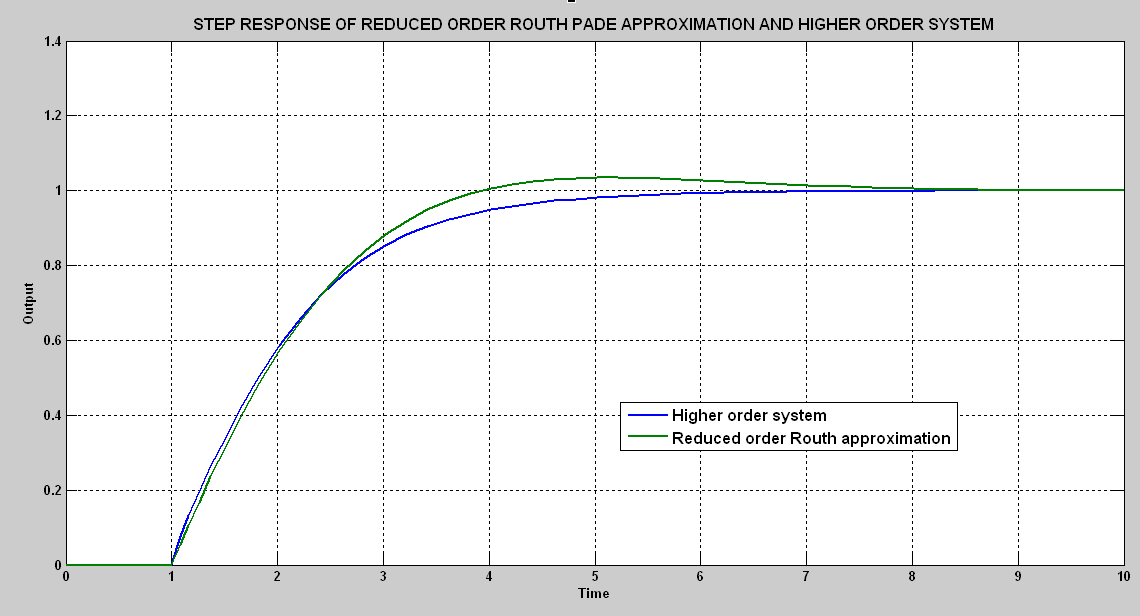 STEP RESPONSE OF REDUCED ORDER ROUTH PADE APPROXIMATION AND HIGHER ORDER SYSTEM
1.4
1.2
1
0.8
0.6
0.4
0.2
0
Output
Higher order system
Reduced order Routh approximation
0 1 2 3 4 5 6 7 8 9 10
Time